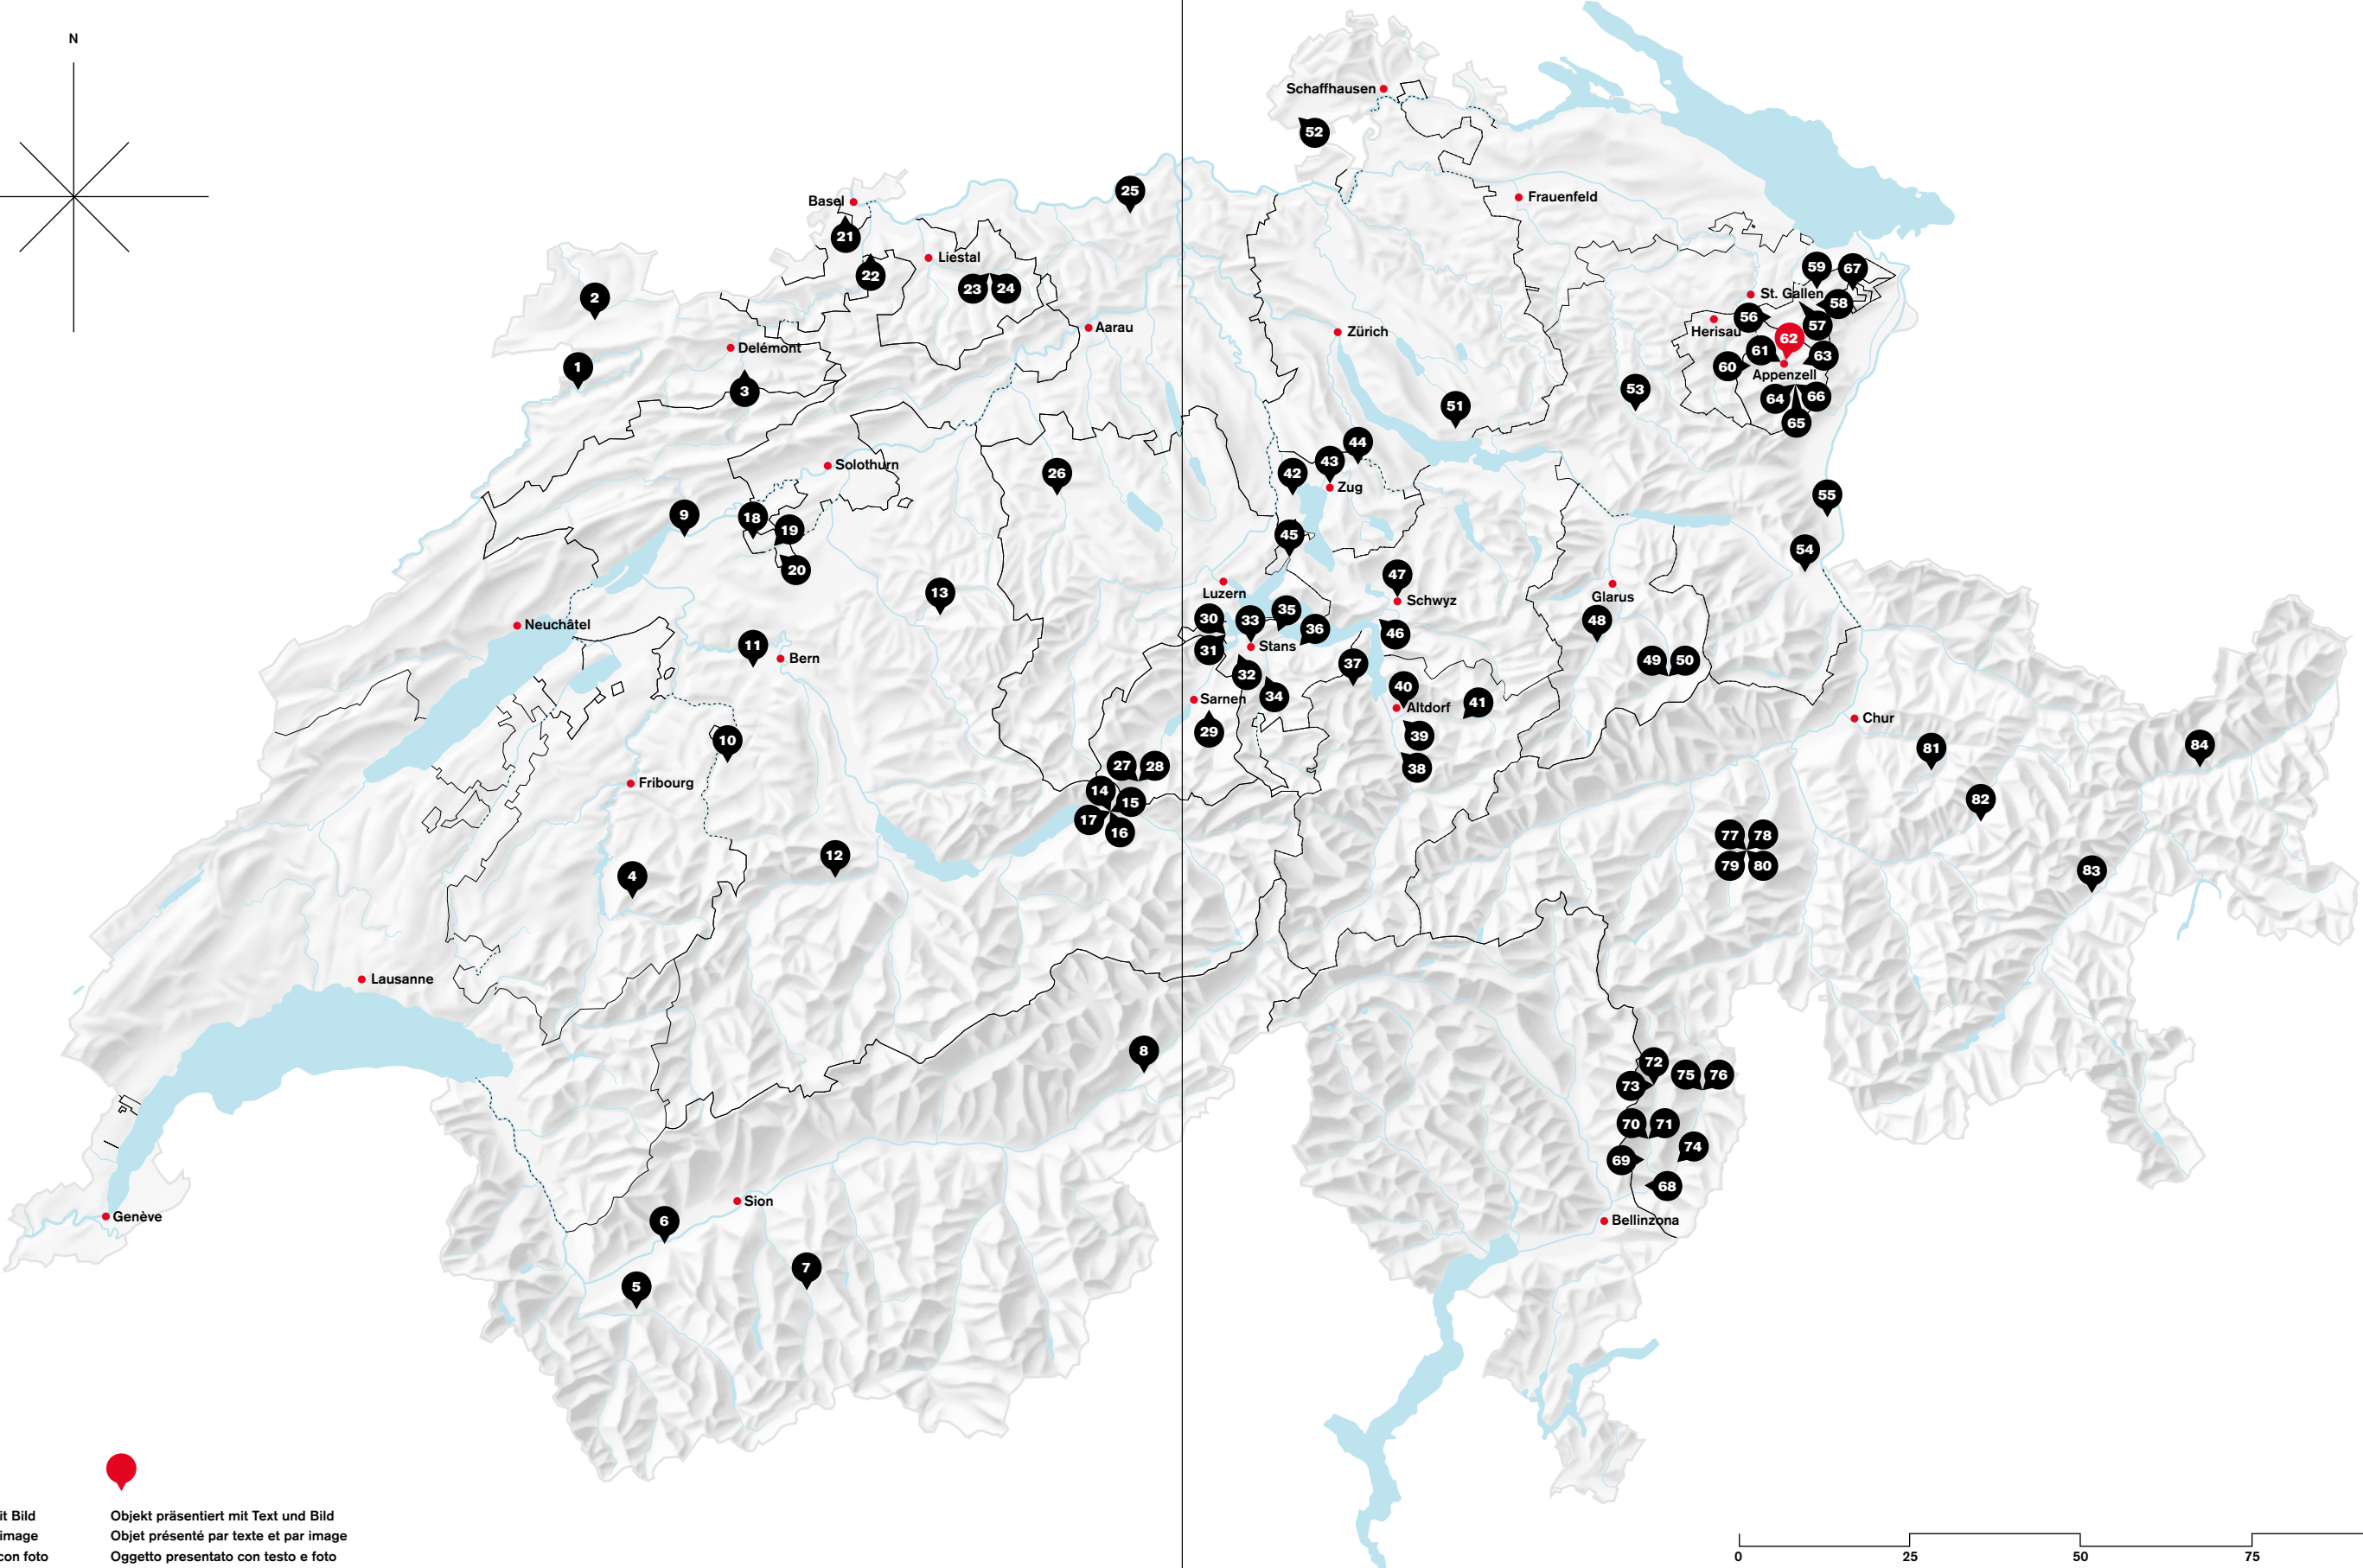 N
Schaffhausen
52
25
Basel
Frauenfeld
21
Liestal
22
59
67
23
24
2
St. Gallen
58
56
57
Aarau
Zürich
Herisau
62
Delémont
61
63
1
60
Appenzell
3
53
64
66
51
65
44
Solothurn
43
26
42
Zug
55
9
18
19
45
54
20
47
13
Luzern
Glarus
Schwyz
30
33
35
48
Neuchâtel
36
46
11
31
Stans
Bern
37
49
50
32
40
34
Sarnen
41
Altdorf
Chur
29
39
10
84
81
27
28
38
Fribourg
14
15
82
17
16
77
78
12
79
80
4
83
Lausanne
8
72
75
76
73
70
71
74
69
68
Sion
Genève
6
Bellinzona
7
5
it Bild
image
con foto
Objekt präsentiert mit Text und Bild
Objet présenté par texte et par image
Oggetto presentato con testo e foto
0
25
50
75